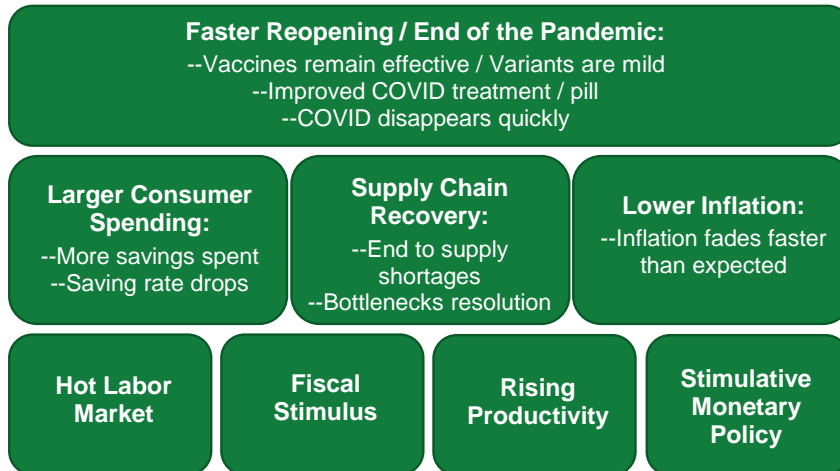 Faster Reopening / End of the Pandemic:
--Vaccines remain effective / Variants are mild
--Improved COVID treatment / pill
--COVID disappears quickly
Larger Consumer
Spending:
--More savings spent
--Saving rate drops
Supply Chain
Recovery:
--End to supply
shortages
--Bottlenecks resolution
Lower Inflation:
--Inflation fades faster
than expected
Hot Labor
Market
Fiscal
Stimulus
Rising
Productivity
Stimulative
Monetary
Policy